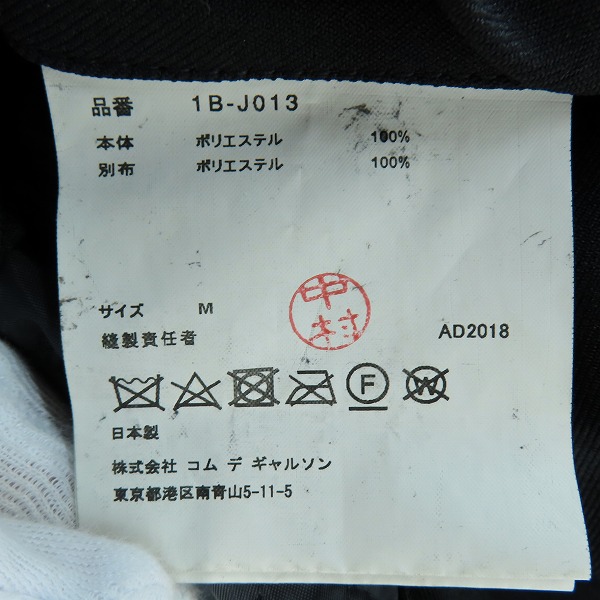 品番 1B-J013
本体 ポリエステル 100%
別布 ポリエステル 100%
サイズ M
縫製責任者 中村 AD2018
F W
日本製
株式会社 コム デ ギャルソン
東京都港区南青山5-11-5